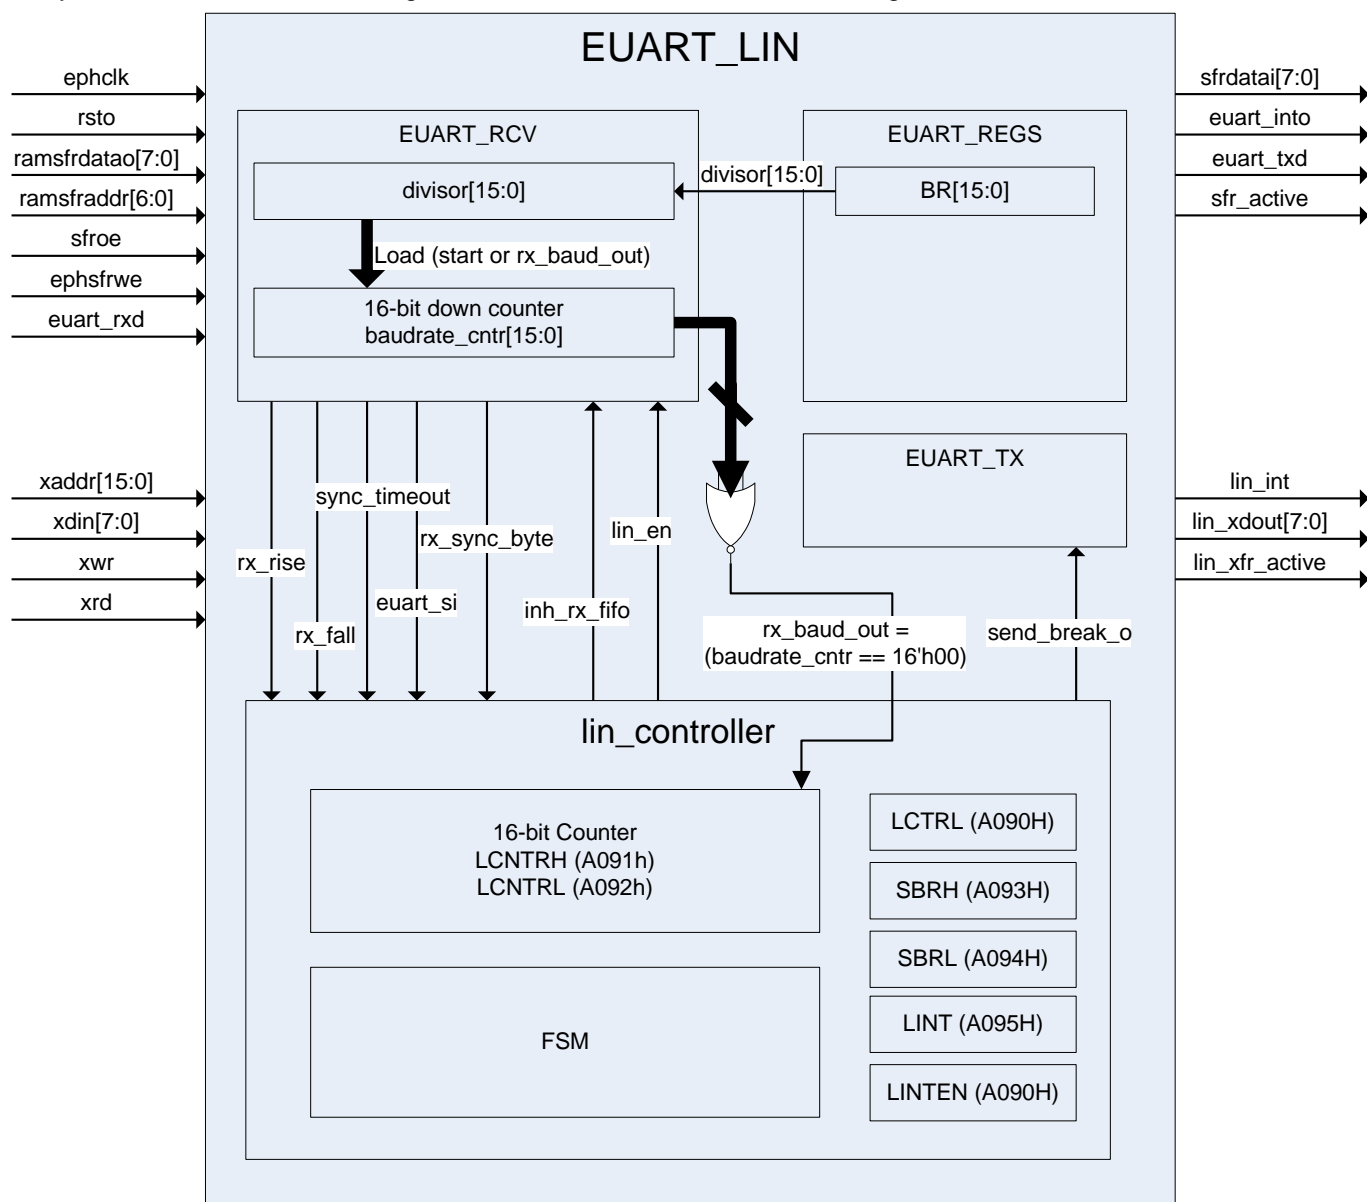 EUART_LIN
ephclk
rsto
ramsfrdatao[7:0]
ramsfraddr[6:0]
sfroe
ephsfrwe
euart_rxd
xaddr[15:0]
xdin[7:0]
xwr
xrd
EUART_RCV
divisor[15:0]
Load (start or rx_baud_out)
16-bit down counter
baudrate_cntr[15:0]
divisor[15:0]
EUART_REGS
BR[15:0]
EUART_TX
sfrdatai[7:0]
euart_into
euart_txd
sfr_active
lin_int
lin_xdout[7:0]
lin_xfr_active
rx_rise
rx_fall
sync_timeout
euart_si
rx_sync_byte
inh_rx_fifo
lin_en
rx_baud_out =
(baudrate_cntr == 16'h00)
send_break_o
lin_controller
16-bit Counter
LCNTRH (A091h)
LCNTRL (A092h)
FSM
LCTRL (A090H)
SBRH (A093H)
SBRL (A094H)
LINT (A095H)
LINTEN (A090H)